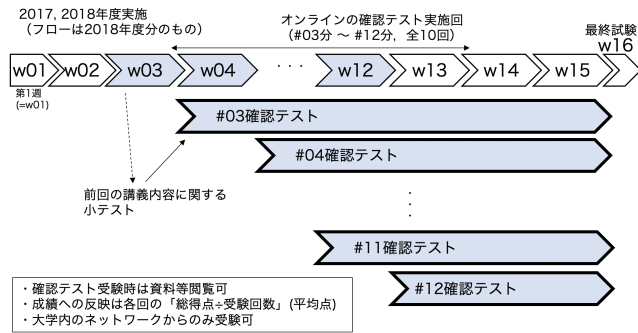 2017, 2018年度実施
（フローは2018年度分のもの）
オンラインの確認テスト実施回
(#03分 ～ #12分，全10回)
最終試験
w16
w01
w02
w03
w04
・・・
w12
w13
w14
w15
第1週
(=w01)
#03確認テスト
#04確認テスト
前回の講義内容に関する
小テスト
#11確認テスト
#12確認テスト
・確認テスト受験時は資料等閲覧可
・成績への反映は各回の「総得点÷受験回数」(平均点)
・大学内のネットワークからのみ受験可